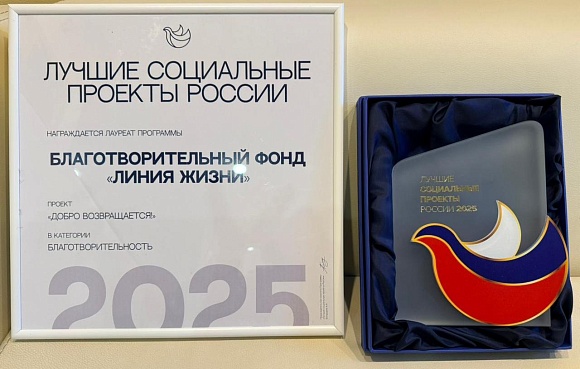 ЛУЧШИЕ СОЦИАЛЬНЫЕ
ПРОЕКТЫ РОССИИ
НАГРАЖДАЕТСЯ ЛАУРЕАТ ПРОГРАММЫ
БЛАГОТВОРИТЕЛЬНЫЙ ФОНД
«ЛИНИЯ ЖИЗНИ»
ПРОЕКТ
«ДОБРО ВОЗВРАЩАЕТСЯ!»
В КАТЕГОРИИ
БЛАГОТВОРИТЕЛЬНОСТЬ
2025
ЛУЧШИЕ
СОЦИАЛЬНЫЕ
ПРОЕКТЫ
РОССИИ 2025